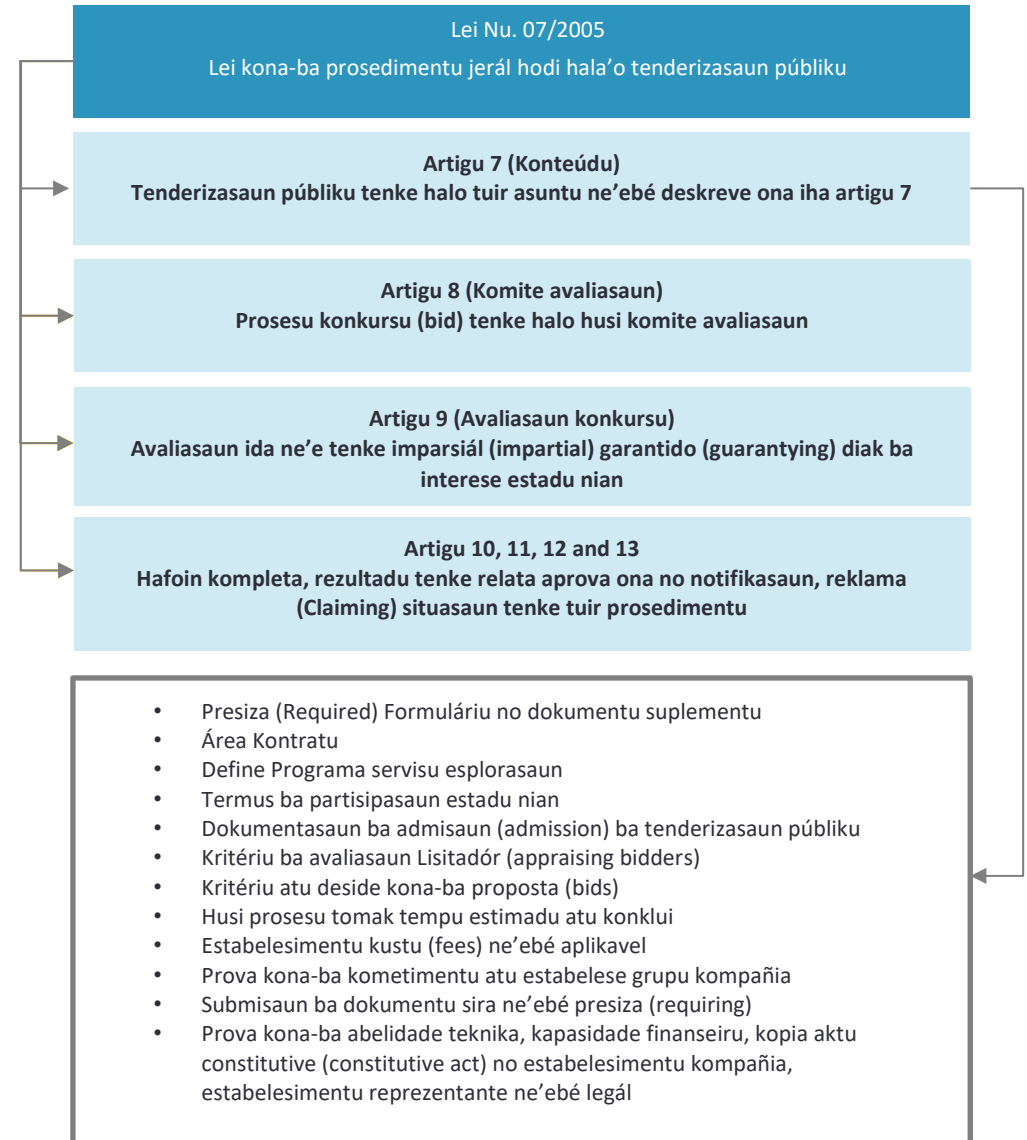 Lei Nu. 07/2005
Lei kona-ba prosedimentu jerál hodi hala’o tenderizasaun públiku
Artigu 7 (Konteúdu)
Tenderizasaun públiku tenke halo tuir asuntu ne’ebé deskreve ona iha artigu 7
Artigu 8 (Komite avaliasaun)
Prosesu konkursu (bid) tenke halo husi komite avaliasaun
Artigu 9 (Avaliasaun konkursu)
Avaliasaun ida ne’e tenke imparsiál (impartial) garantido (guarantying) diak ba
interese estadu nian
Artigu 10, 11, 12 and 13
Hafoin kompleta, rezultadu tenke relata aprova ona no notifikasaun, reklama
(Claiming) situasaun tenke tuir prosedimentu
• Presiza (Required) Formuláriu no dokumentu suplementu
• Área Kontratu
• Define Programa servisu esplorasaun
• Termus ba partisipasaun estadu nian
• Dokumentasaun ba admisaun (admission) ba tenderizasaun públiku
• Kritériu ba avaliasaun Lisitadór (appraising bidders)
• Kritériu atu deside kona-ba proposta (bids)
• Husi prosesu tomak tempu estimadu atu konklui
• Estabelesimentu kustu (fees) ne’ebé aplikavel
• Prova kona-ba kometimentu atu estabelese grupu kompañia
• Submisaun ba dokumentu sira ne’ebé presiza (requiring)
• Prova kona-ba abelidade teknika, kapasidade finanseiru, kopia aktu
constitutive (constitutive act) no estabelesimentu kompañia,
estabelesimentu reprezentante ne’ebé legál